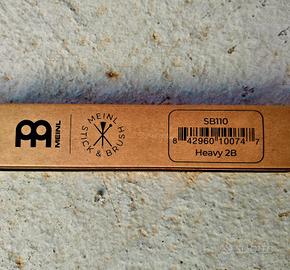 MEINL
MEINL
STICK & BRUSH
SB110
8 42960 10074 7
Heavy 2B